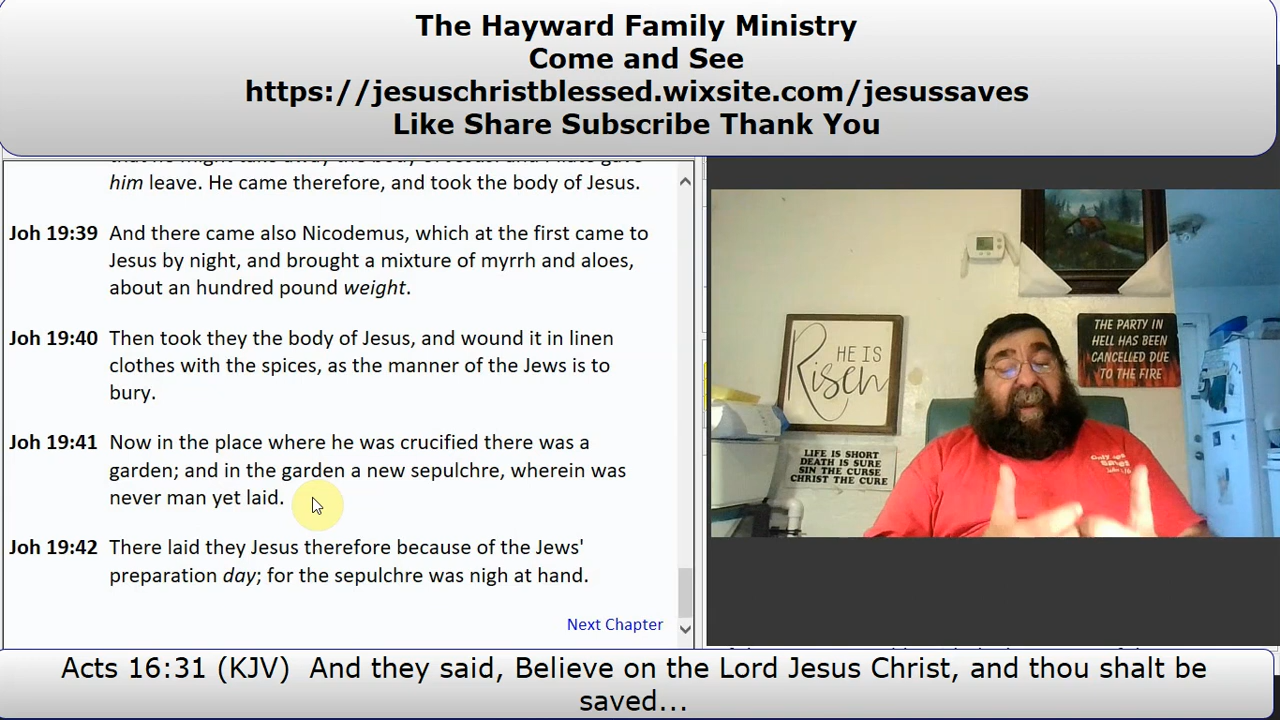 The Hayward Family Ministry
Come and See
https://jesuschristblessed.wixsite.com/jesussaves
Like Share Subscribe Thank You
him leave. He came therefore, and took the body of Jesus.
Joh 19:39 And there came also Nicodemus, which at the first came to
Jesus by night, and brought a mixture of myrrh and aloes,
about an hundred pound weight.
Joh 19:40 Then took they the body of Jesus, and wound it in linen
clothes with the spices, as the manner of the Jews is to
bury.
Joh 19:41 Now in the place where he was crucified there was a
garden; and in the garden a new sepulchre, wherein was
never man yet laid.
Joh 19:42 There laid they Jesus therefore because of the Jews'
preparation day; for the sepulchre was nigh at hand.
Next Chapter
HE IS
Risen
THE PARTY IN
HELL HAS BEEN
CANCELLED DUE
TO THE FIRE
LIFE IS SHORT
DEATH IS SURE
SIN THE CURSE
CHRIST THE CURE
Acts 16:31 (KJV) And they said, Believe on the Lord Jesus Christ, and thou shalt be
saved...